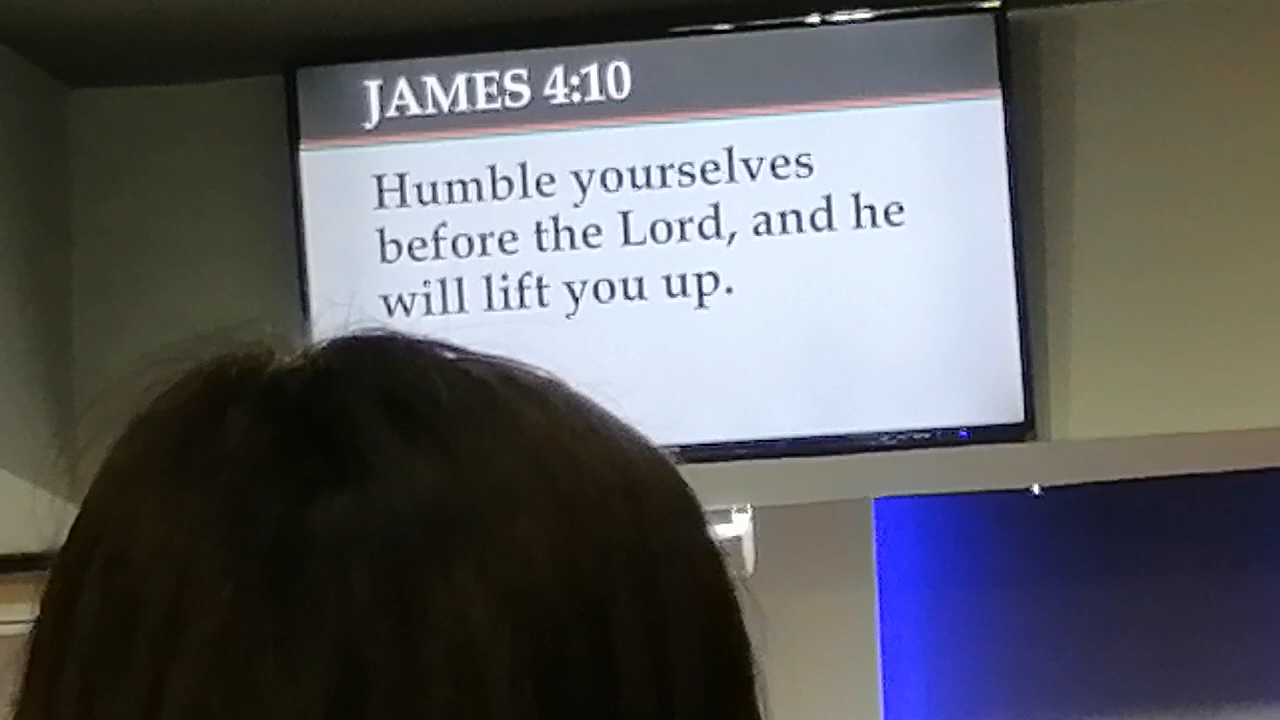 JAMES 4:10
Humble yourselves
before the Lord, and he
will lift you up.